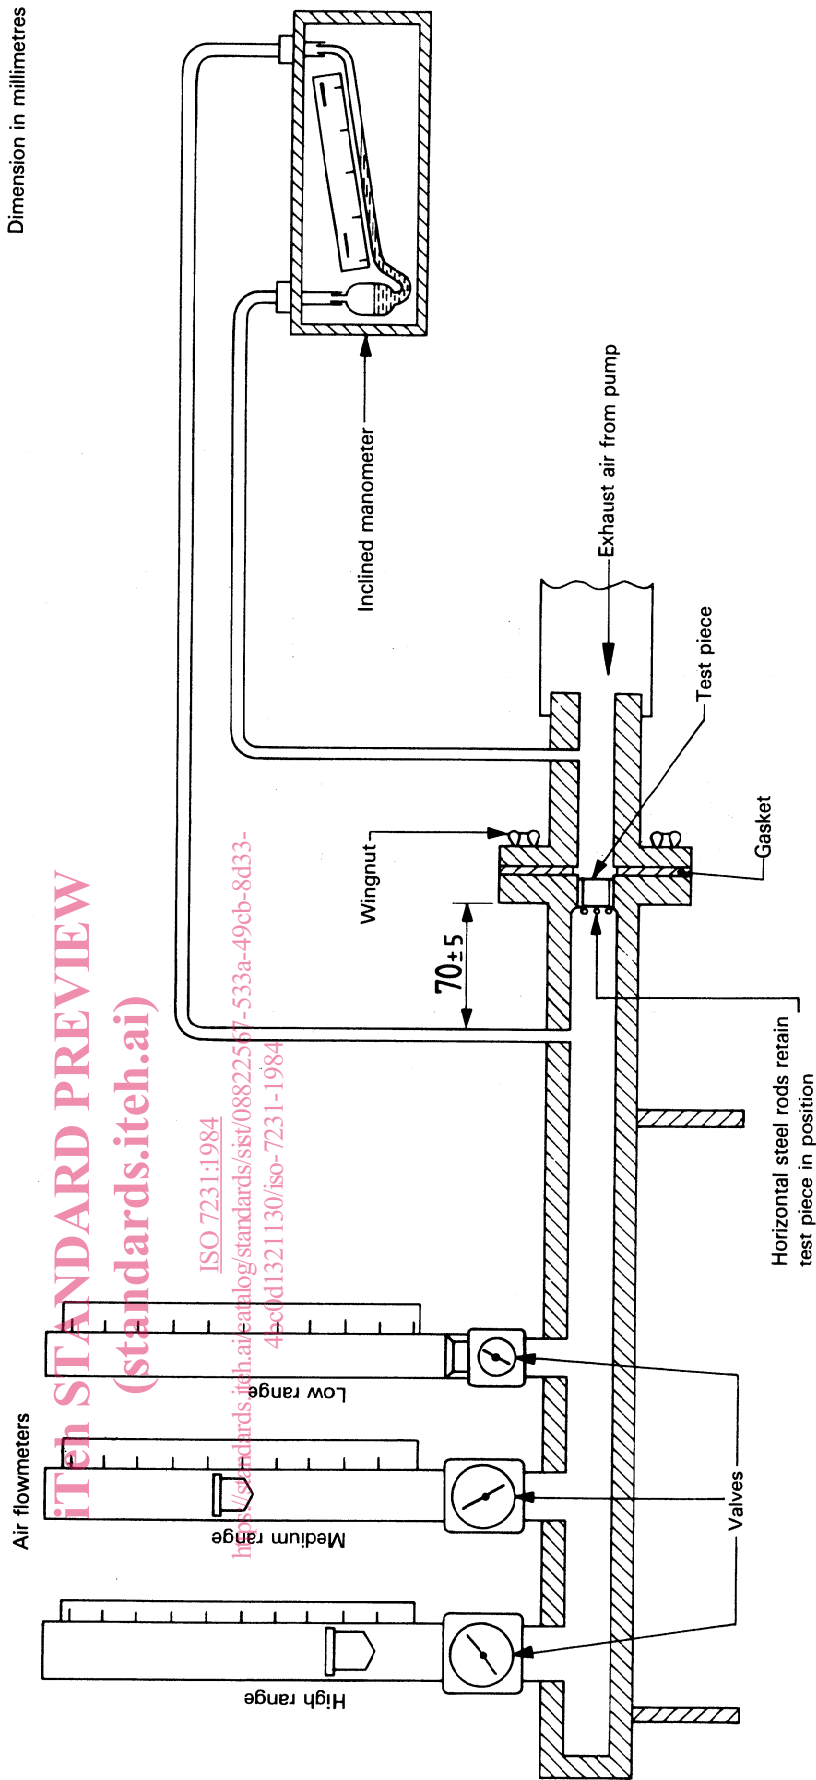 Dimension in millimetres
Inclined manometer
Exhaust air from pump
Test piece
Wingnut
Gasket
70±5
Horizontal steel rods retain
test piece in position
Air flowmeters
Low range
Medium range
High range
Valves
iTeh STANDARD PREVIEW
(standards.iteh.ai)
ISO 7231:1984
https://standards.iteh.ai/catalog/standards/sist/08822567-533a-49cb-8d33-
4bc0d1321130/iso-7231-1984